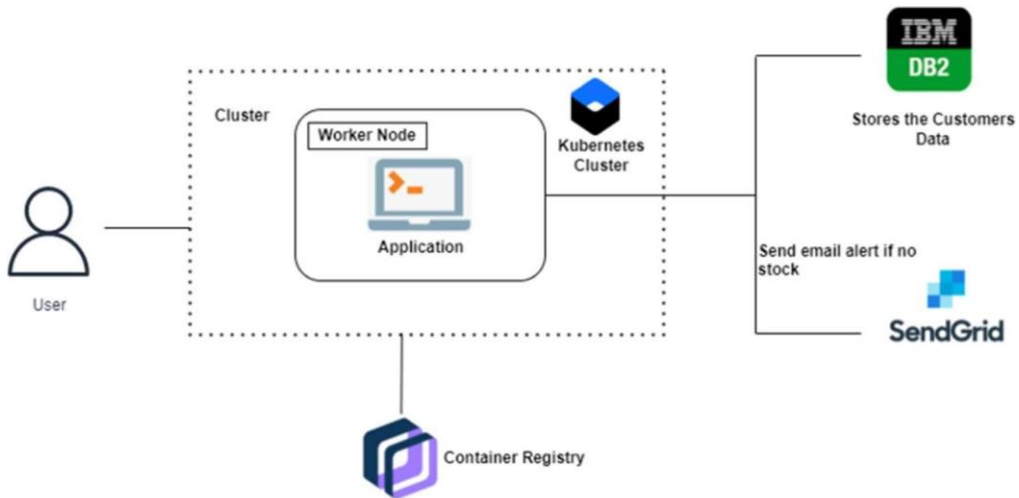 IBM
DB2
Stores the Customers
Data
Cluster
Worker Node
Kubernetes
Cluster
Application
User
Send email alert if no
stock
SendGrid
Container Registry